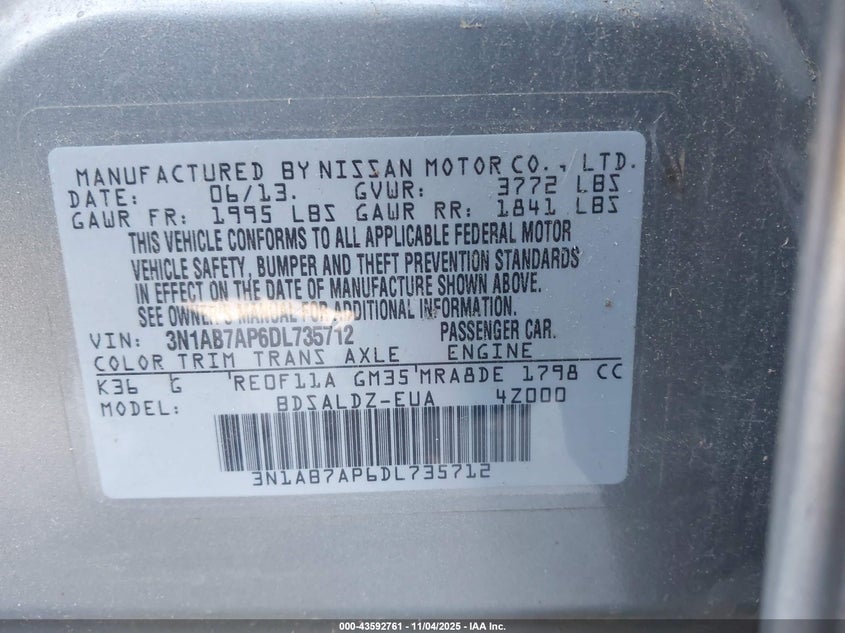 MANUFACTURED BY NISSAN MOTOR CO., LTD.
DATE: 06/13. GVWR: 3772 LBS
GAWR FR: 1995 LBS GAWR RR: 1841 LBS
THIS VEHICLE CONFORMS TO ALL APPLICABLE FEDERAL MOTOR
VEHICLE SAFETY, BUMPER AND THEFT PREVENTION STANDARDS
IN EFFECT ON THE DATE OF MANUFACTURE SHOWN ABOVE.
SEE OWNER'S MANUAL FOR ADDITIONAL INFORMATION.
VIN: 3N1AB7AP6DL735712 PASSENGER CAR.
COLOR TRIM TRANS AXLE ENGINE
K36 G RE0F11A GM35 MRA8DE 1798 CC
MODEL: BDSALDZ-EUA 4Z000
3N1AB7AP6DL735712
000-43592761 - 11/04/2025 - IAA Inc.